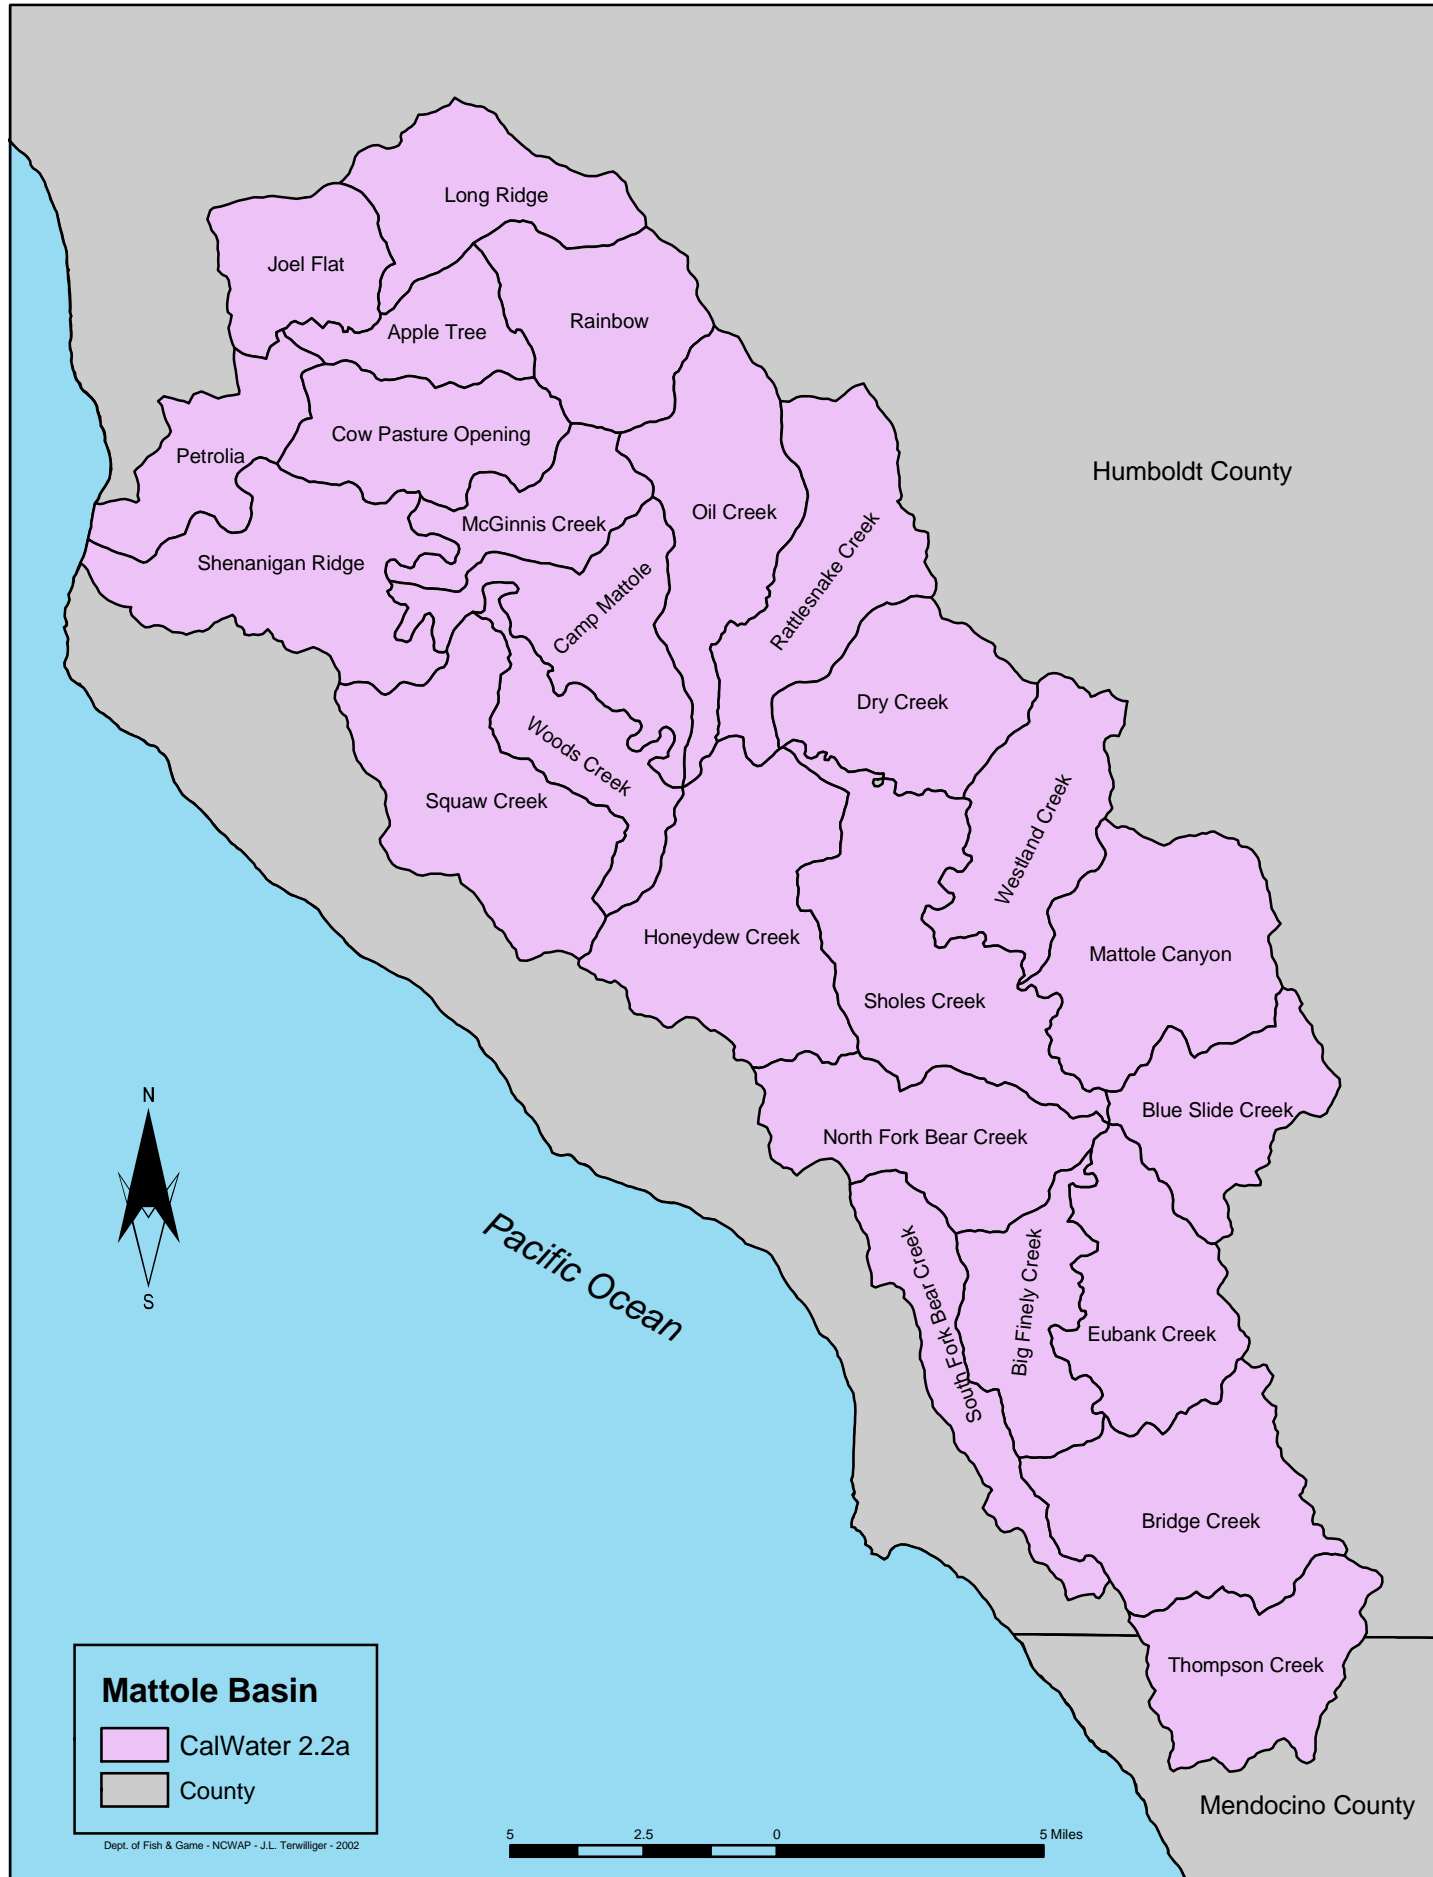 Long Ridge
Joel Flat
Rainbow
Apple Tree
Cow Pasture Opening
Petrolia
Humboldt County
Oil Creek
McGinnis Creek
Shenanigan Ridge
Rattlesnake Creek
Camp Mattole
Dry Creek
Woods Creek
Squaw Creek
Westland Creek
Honeydew Creek
Mattole Canyon
Sholes Creek
Blue Slide Creek
North Fork Bear Creek
N
S
Pacific Ocean
South Fork Bear Creek
Big Finely Creek
Eubank Creek
Bridge Creek
Thompson Creek
Mattole Basin
CalWater 2.2a
County
Mendocino County
Dept. of Fish & Game - NCWAP - J.L. Terwilliger - 2002
5 2.5 0 5 Miles